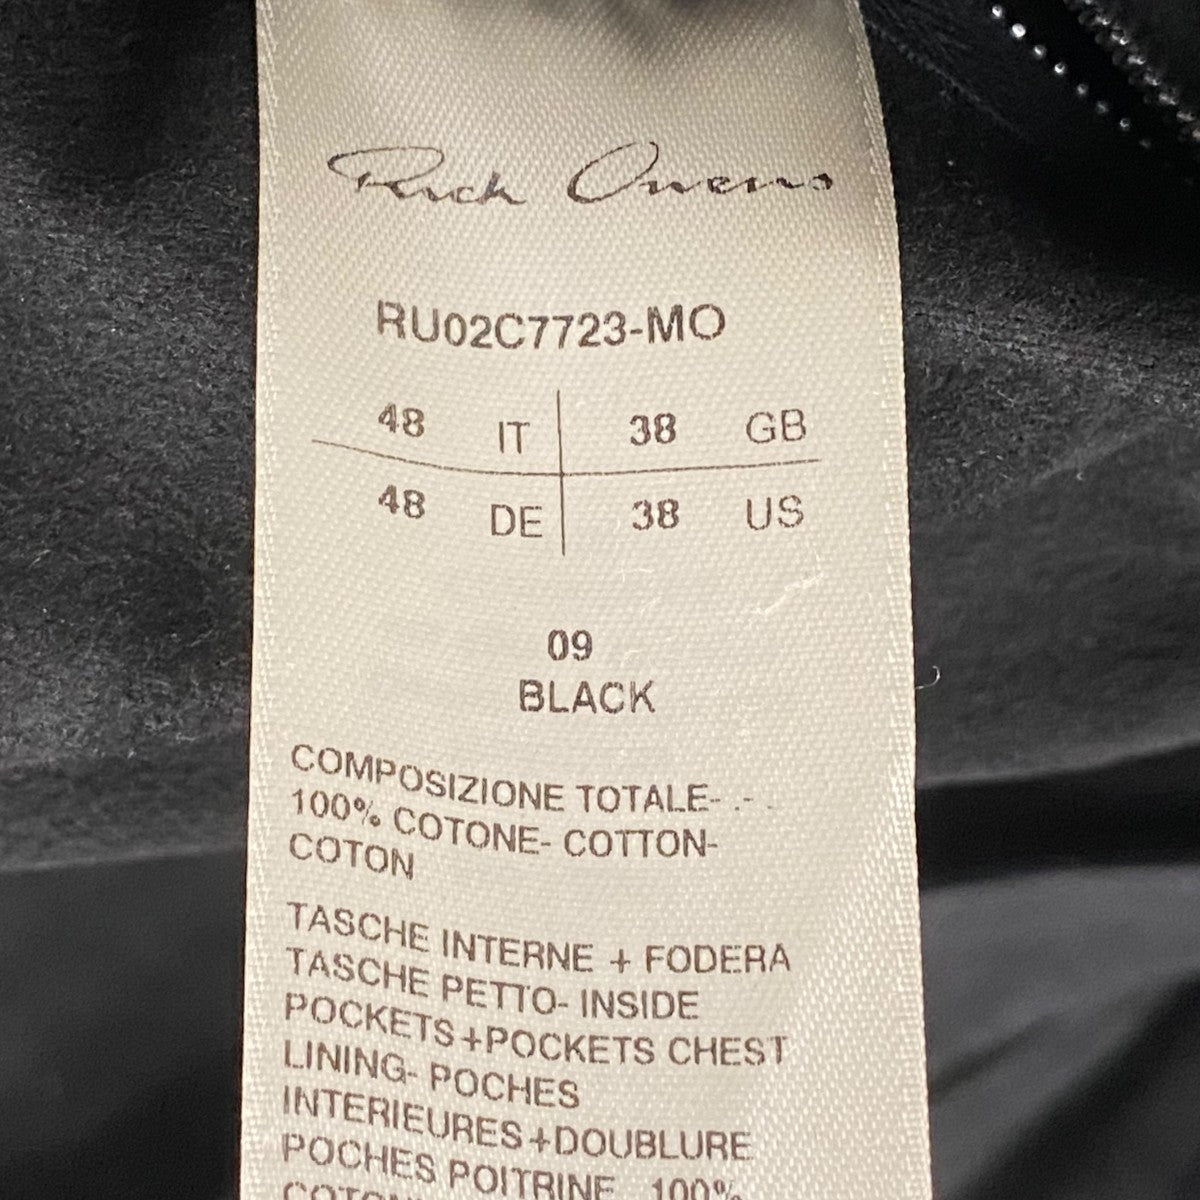 Rick Owens
RU02C7723-MO
48 IT 38 GB
48 DE 38 US
09
BLACK
COMPOSIZIONE TOTALE- .- .
100% COTONE- COTTON-
COTON
TASCHE INTERNE + FODERA
TASCHE PETTO- INSIDE
POCKETS+POCKETS CHEST
LINING- POCHES
INTERIEURES+DOUBLURE
POCHES POITRINE 100%